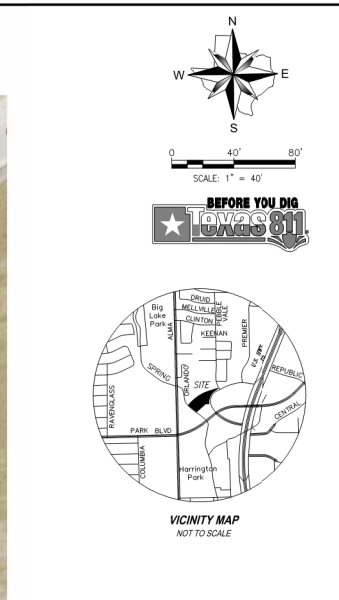 N
W E
S
0 40' 80'
SCALE: 1" = 40'
BEFORE YOU DIG
Texas 811
DRUID
MELLVILLE
CLINTON
PEBBLE VALE
KEENAN
Big
Lake
Park
ALMA
PREMIER
U.S. HWY. 75
SPRING
ORLANDO
SITE
REPUBLIC
RAVENGLASS
CENTRAL
PARK BLVD
COLUMBIA
Harrington
Park
VICINITY MAP
NOT TO SCALE